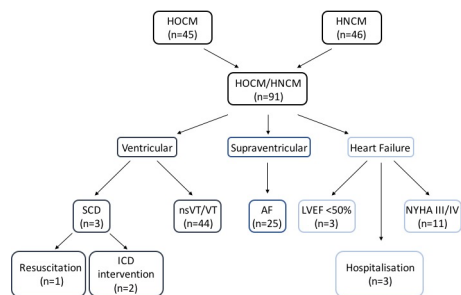 HOCM
(n=45)
HNCM
(n=46)
HOCM/HNCM
(n=91)
Ventricular
Supraventricular
Heart Failure
SCD
(n=3)
nsVT/VT
(n=44)
AF
(n=25)
LVEF <50%
(n=3)
NYHA III/IV
(n=11)
Resuscitation
(n=1)
ICD
intervention
(n=2)
Hospitalisation
(n=3)